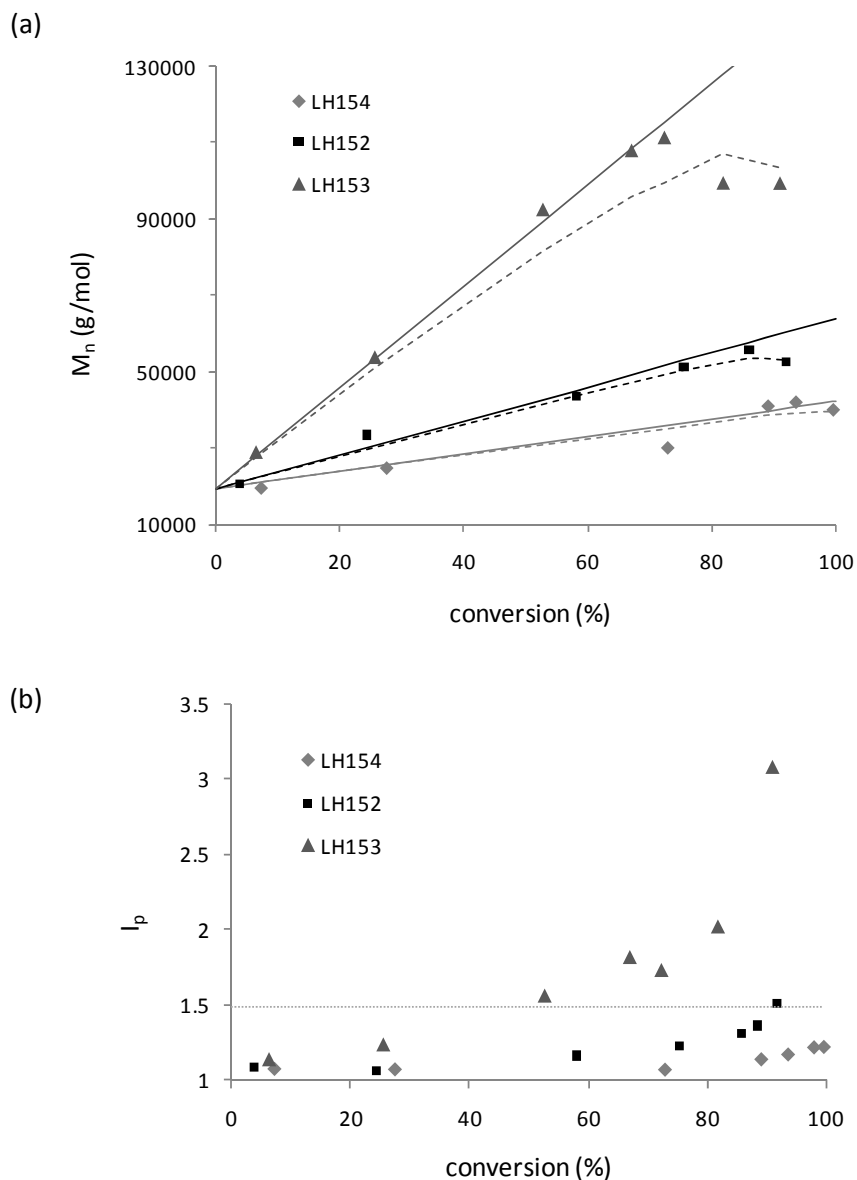 (a)
130000
90000
50000
10000
Mn (g/mol)
LH154
LH152
LH153
0 20 40 60 80 100
conversion (%)
(b)
3.5
3
2.5
2
1.5
1
Ip
LH154
LH152
LH153
0 20 40 60 80 100
conversion (%)